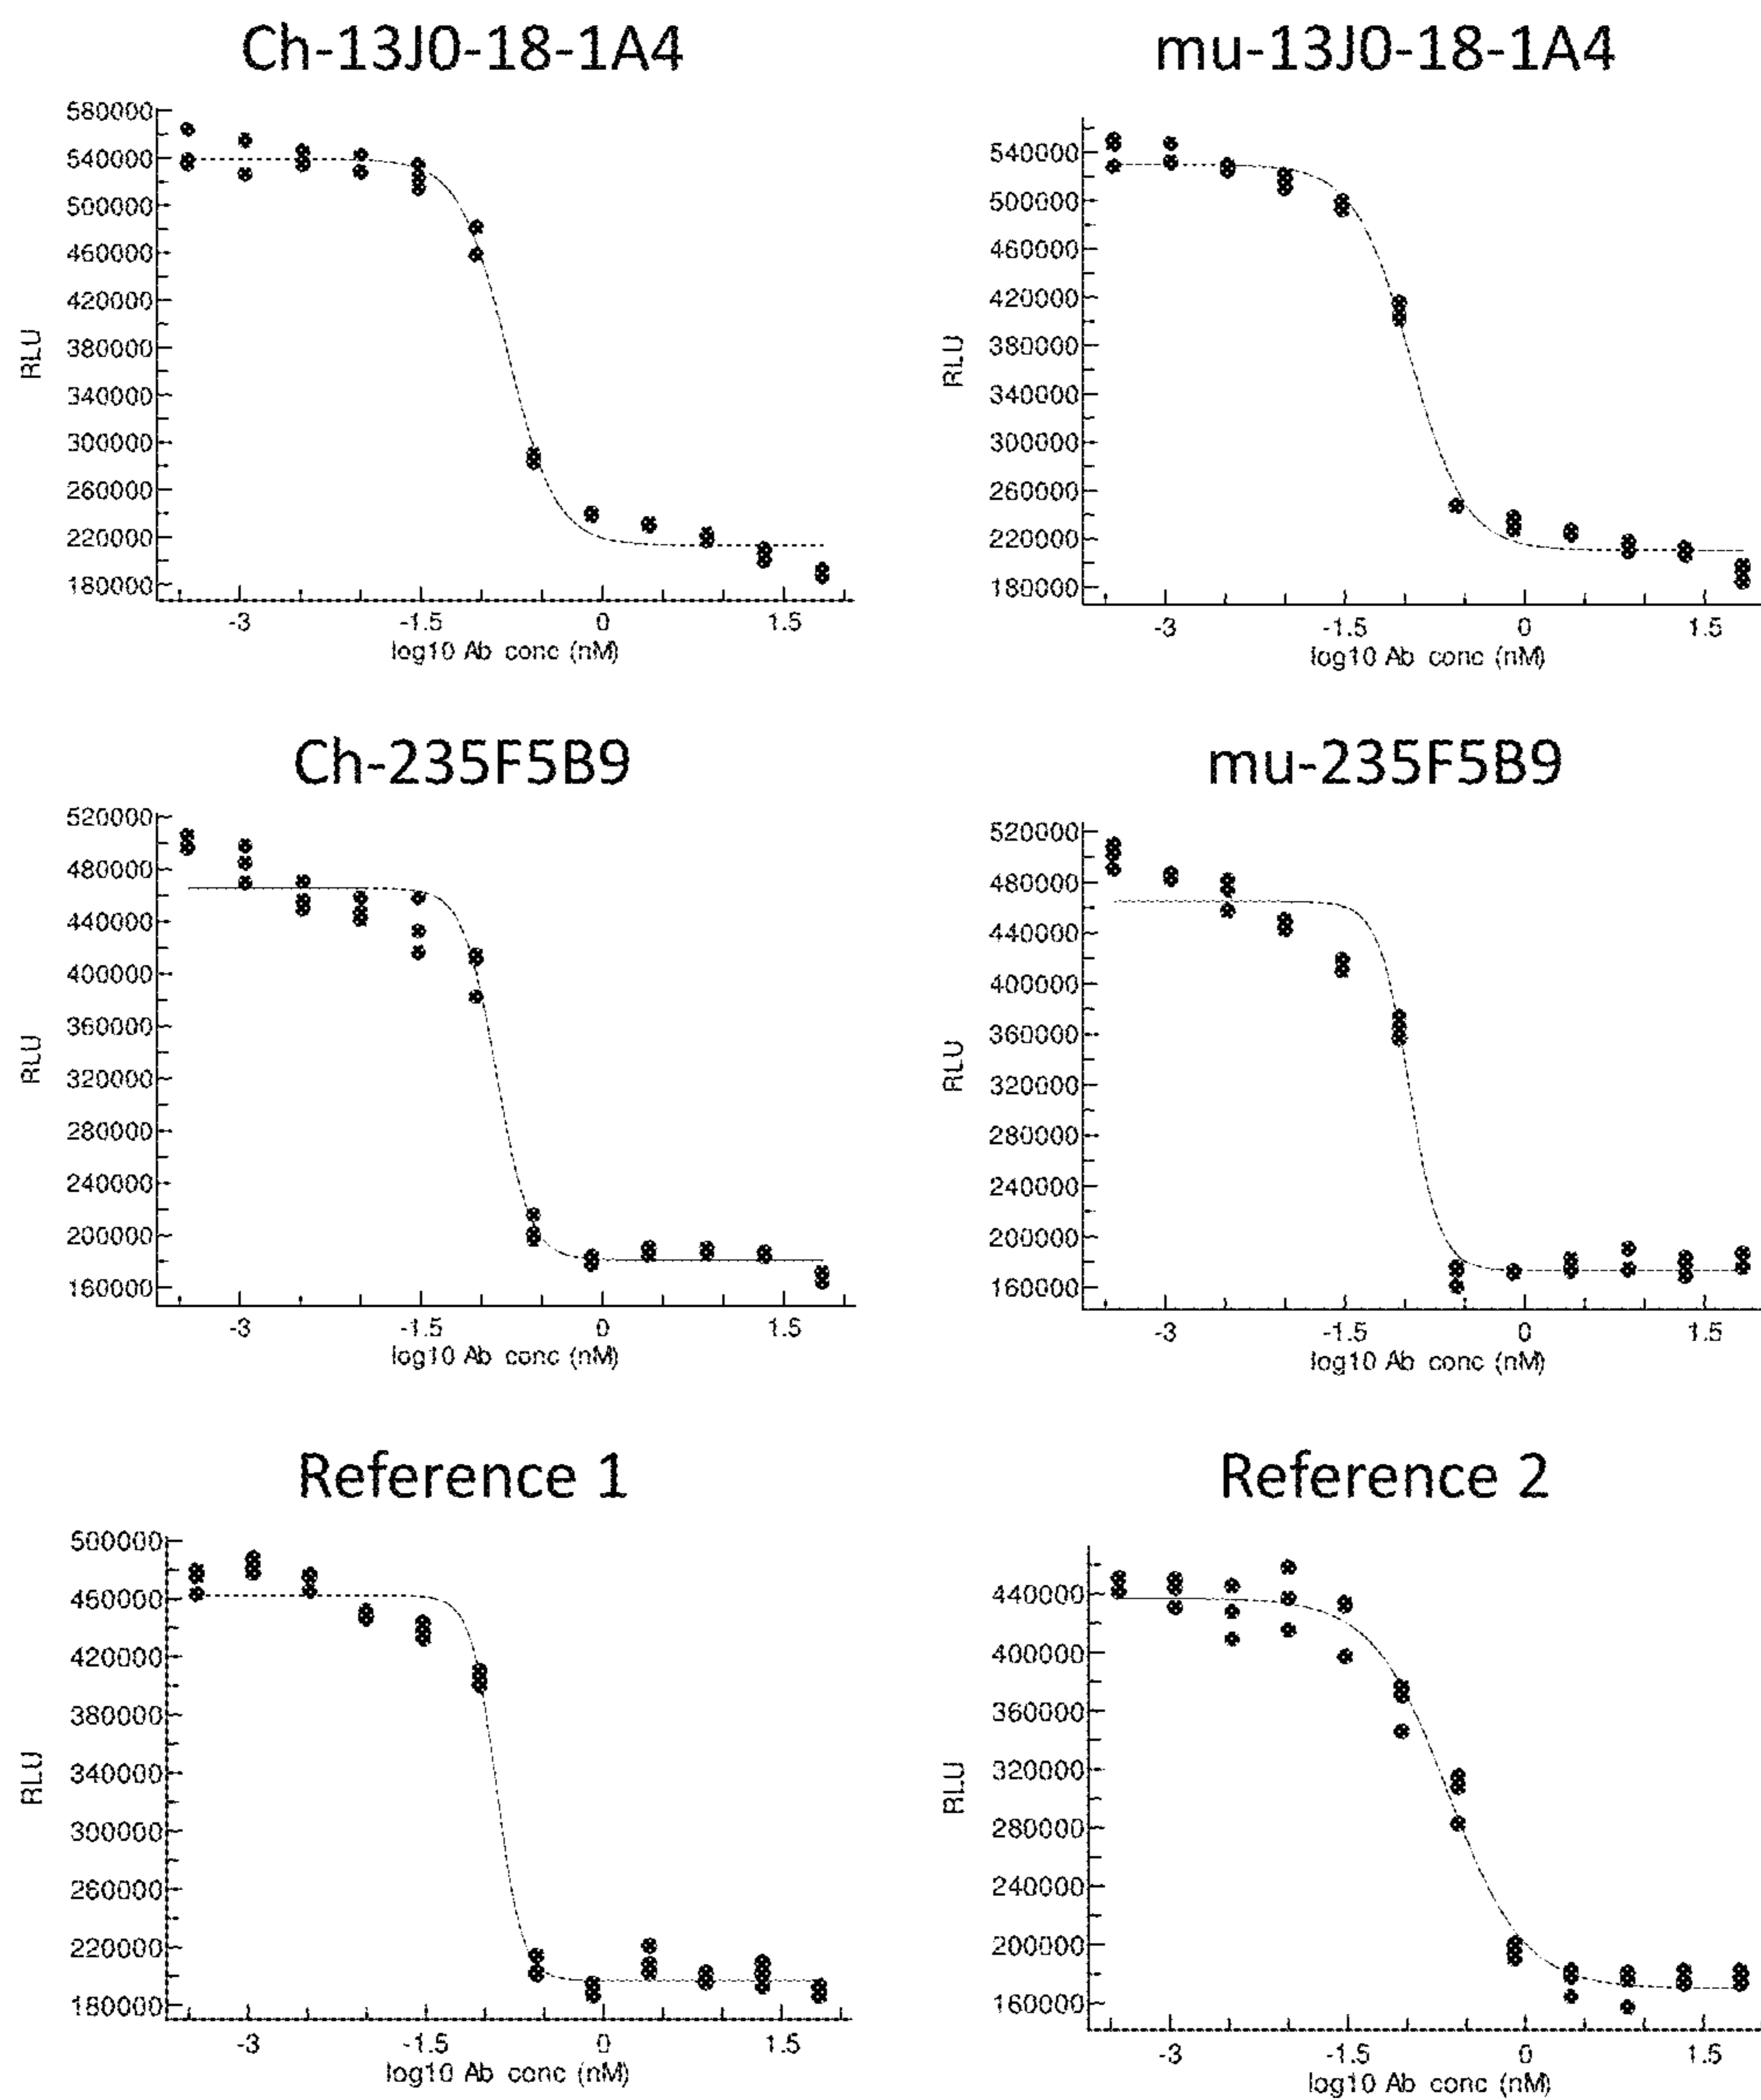 Ch-13J0-18-1A4
580000
540000
500000
460000
420000
380000
340000
300000
260000
220000
180000
RLU
-3 -1.5 0 1.5
log10 Ab conc (nM)
mu-13J0-18-1A4
540000
500000
460000
420000
380000
340000
300000
260000
220000
180000
RLU
-3 -1.5 0 1.5
log10 Ab conc (nM)
Ch-235F5B9
520000
480000
440000
400000
360000
320000
280000
240000
200000
160000
RLU
-3 -1.5 0 1.5
log10 Ab conc (nM)
mu-235F5B9
520000
480000
440000
400000
360000
320000
280000
240000
200000
160000
RLU
-3 -1.5 0 1.5
log10 Ab conc (nM)
Reference 1
500000
460000
420000
380000
340000
300000
260000
220000
180000
RLU
-3 -1.5 0 1.5
log10 Ab conc (nM)
Reference 2
440000
400000
360000
320000
280000
240000
200000
160000
RLU
-3 -1.5 0 1.5
log10 Ab conc (nM)